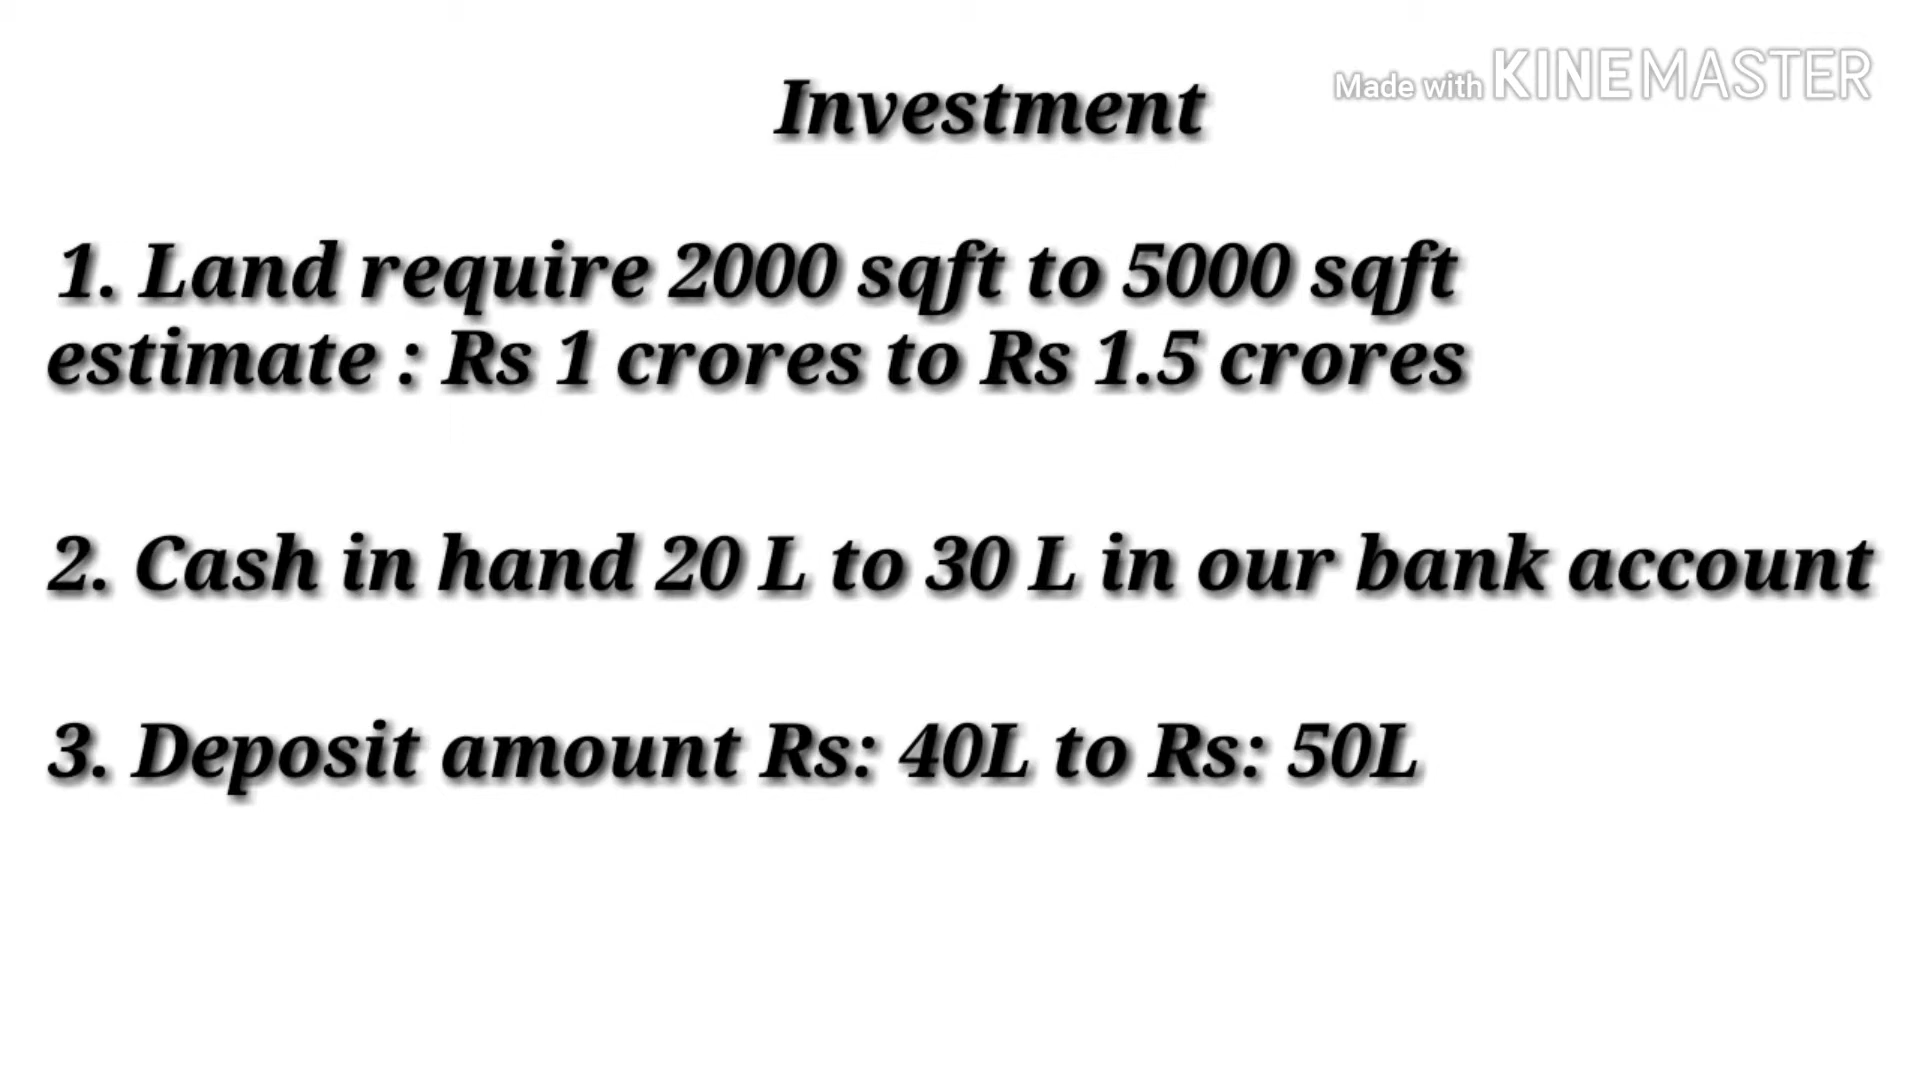 Made with KINEMASTER
Investment
1. Land require 2000 sqft to 5000 sqft
estimate : Rs 1 crores to Rs 1.5 crores
2. Cash in hand 20 L to 30 L in our bank account
3. Deposit amount Rs: 40L to Rs: 50L